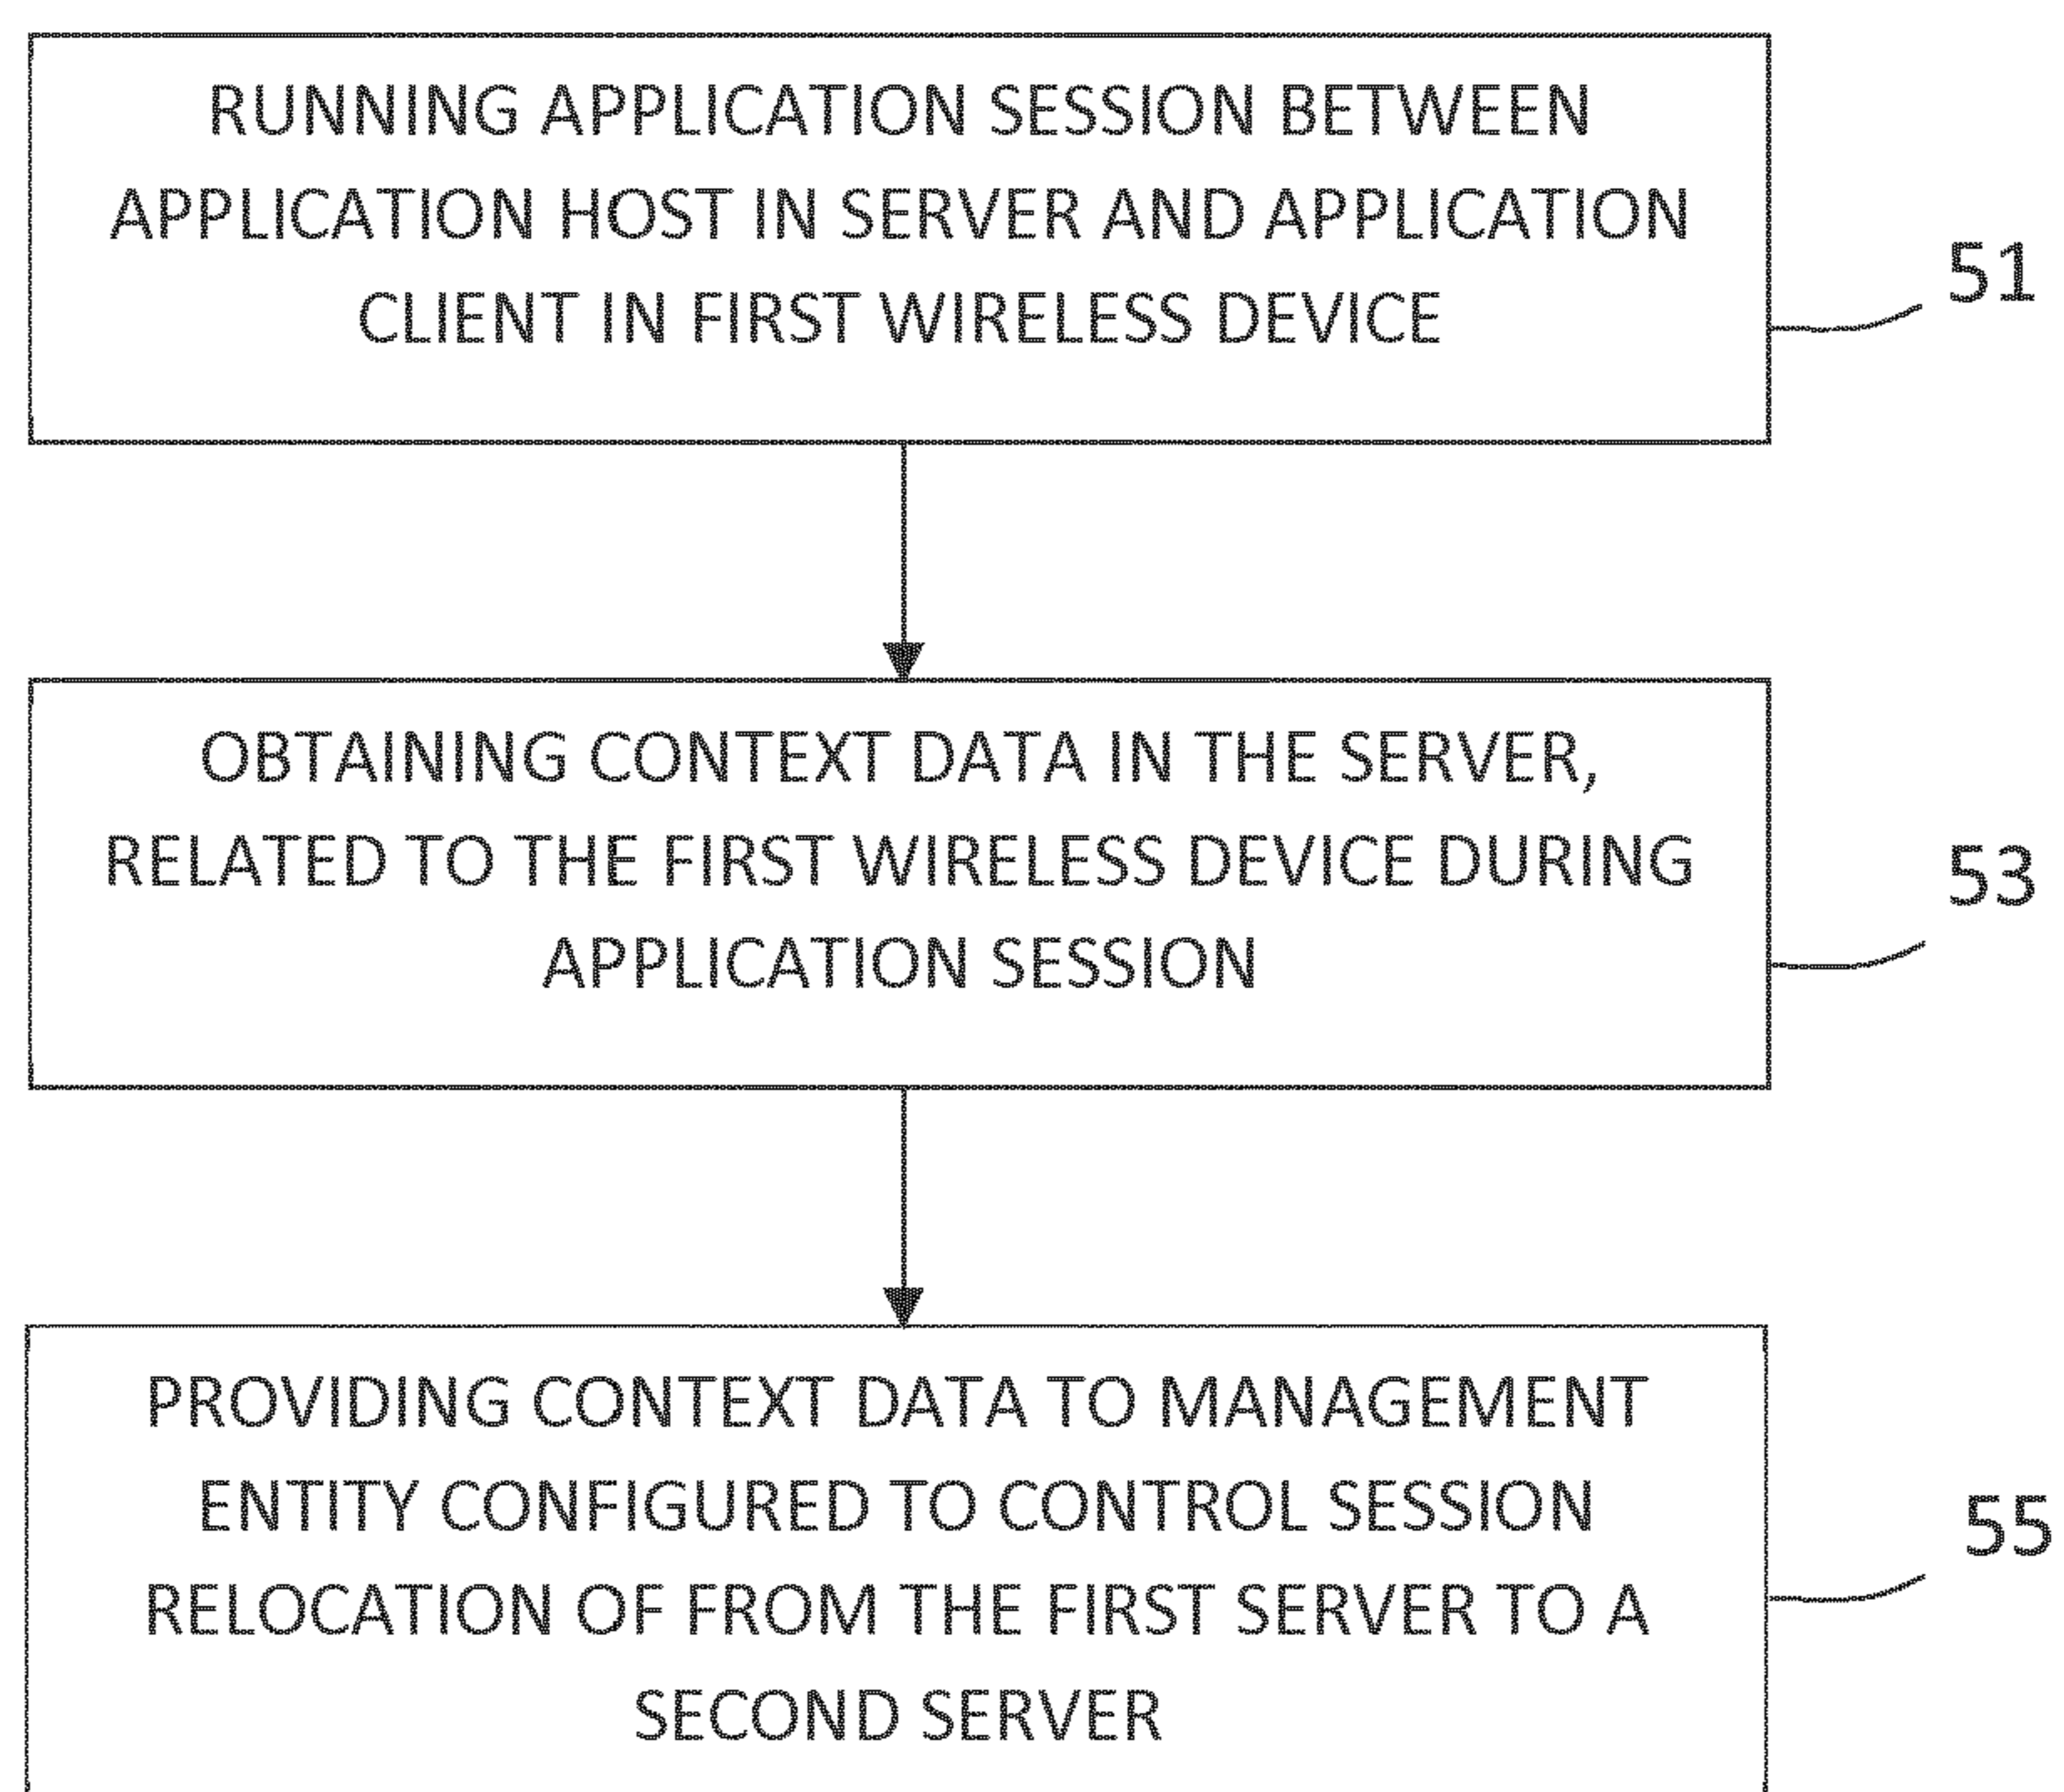 RUNNING APPLICATION SESSION BETWEEN
APPLICATION HOST IN SERVER AND APPLICATION
CLIENT IN FIRST WIRELESS DEVICE
51
OBTAINING CONTEXT DATA IN THE SERVER,
RELATED TO THE FIRST WIRELESS DEVICE DURING
APPLICATION SESSION
53
PROVIDING CONTEXT DATA TO MANAGEMENT
ENTITY CONFIGURED TO CONTROL SESSION
RELOCATION OF FROM THE FIRST SERVER TO A
SECOND SERVER
55